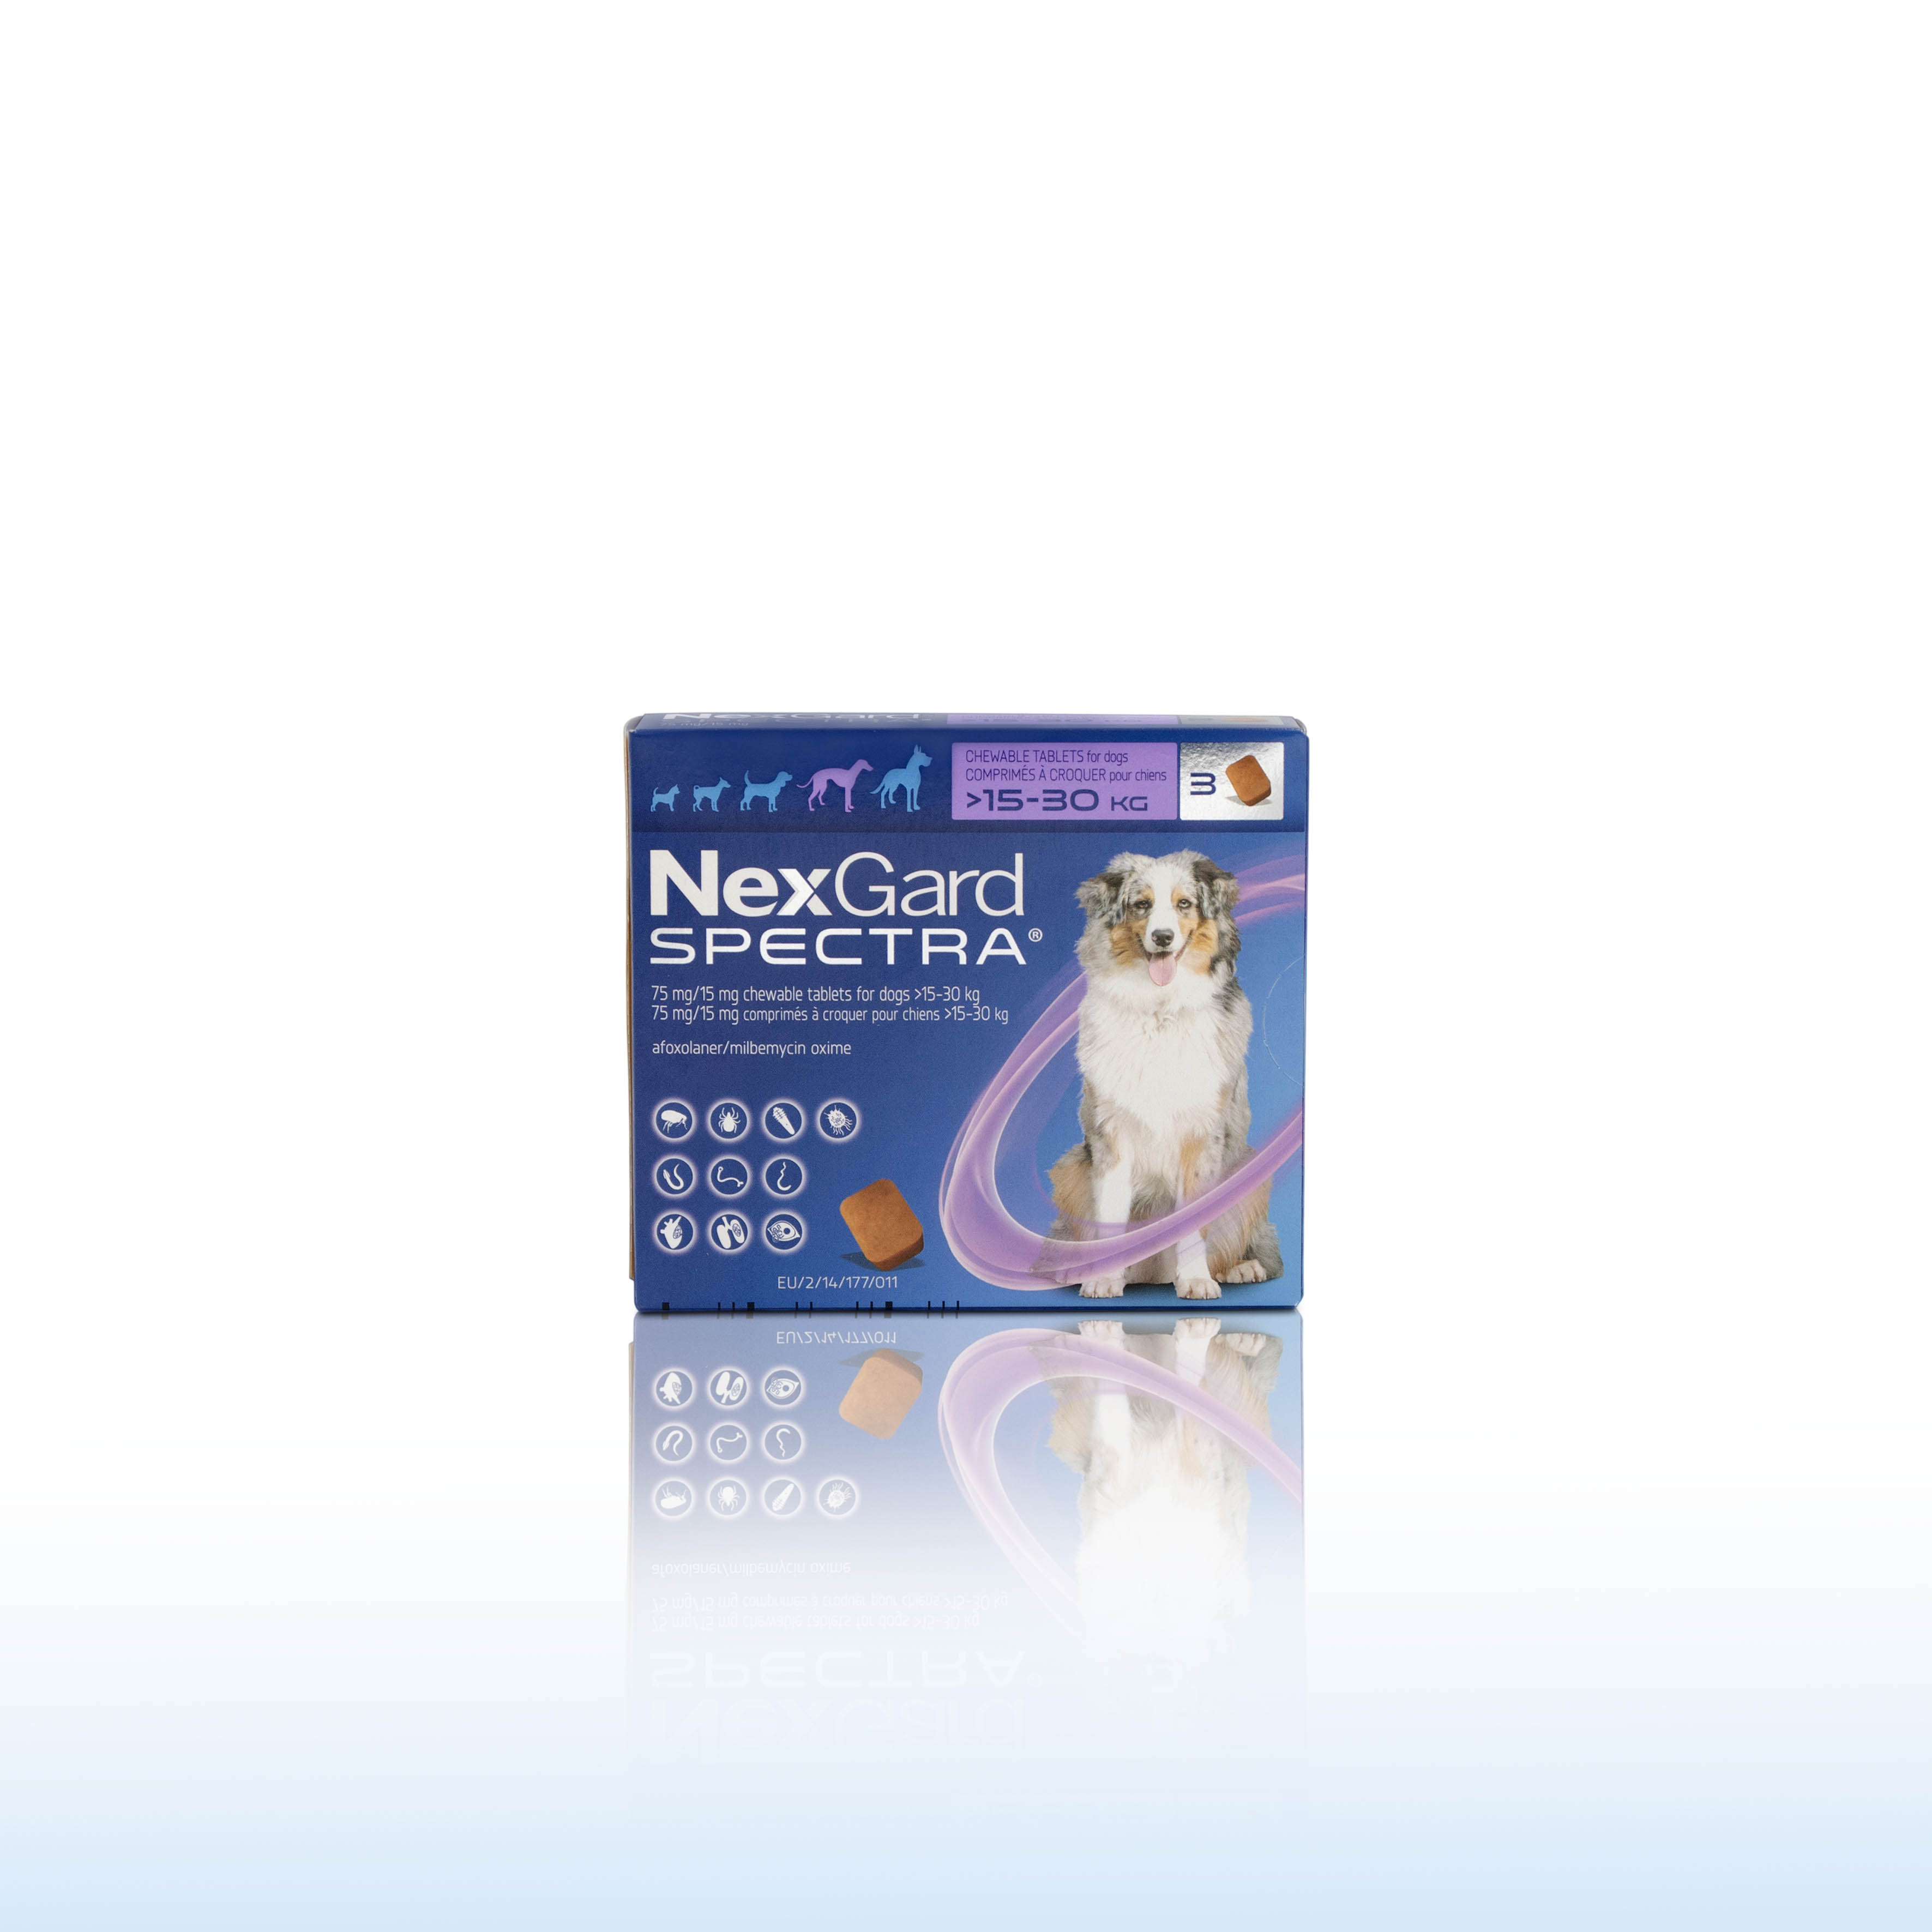 CHEWABLE TABLETS for dogs
COMPRIMÉS À CROQUER pour chiens
>15-30 KG
3
NexGard
SPECTRA®
75 mg/15 mg chewable tablets for dogs >15-30 kg
75 mg/15 mg comprimés à croquer pour chiens >15-30 kg
afoxolaner/milbemycin oxime
EU/2/14/177/011